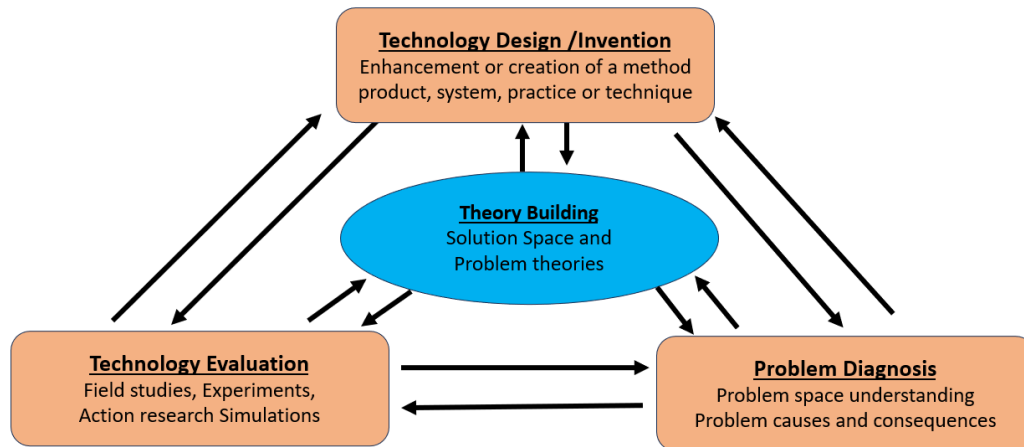 Technology Design /Invention
Enhancement or creation of a method
product, system, practice or technique
Theory Building
Solution Space and
Problem theories
Technology Evaluation
Field studies, Experiments,
Action research Simulations
Problem Diagnosis
Problem space understanding
Problem causes and consequences